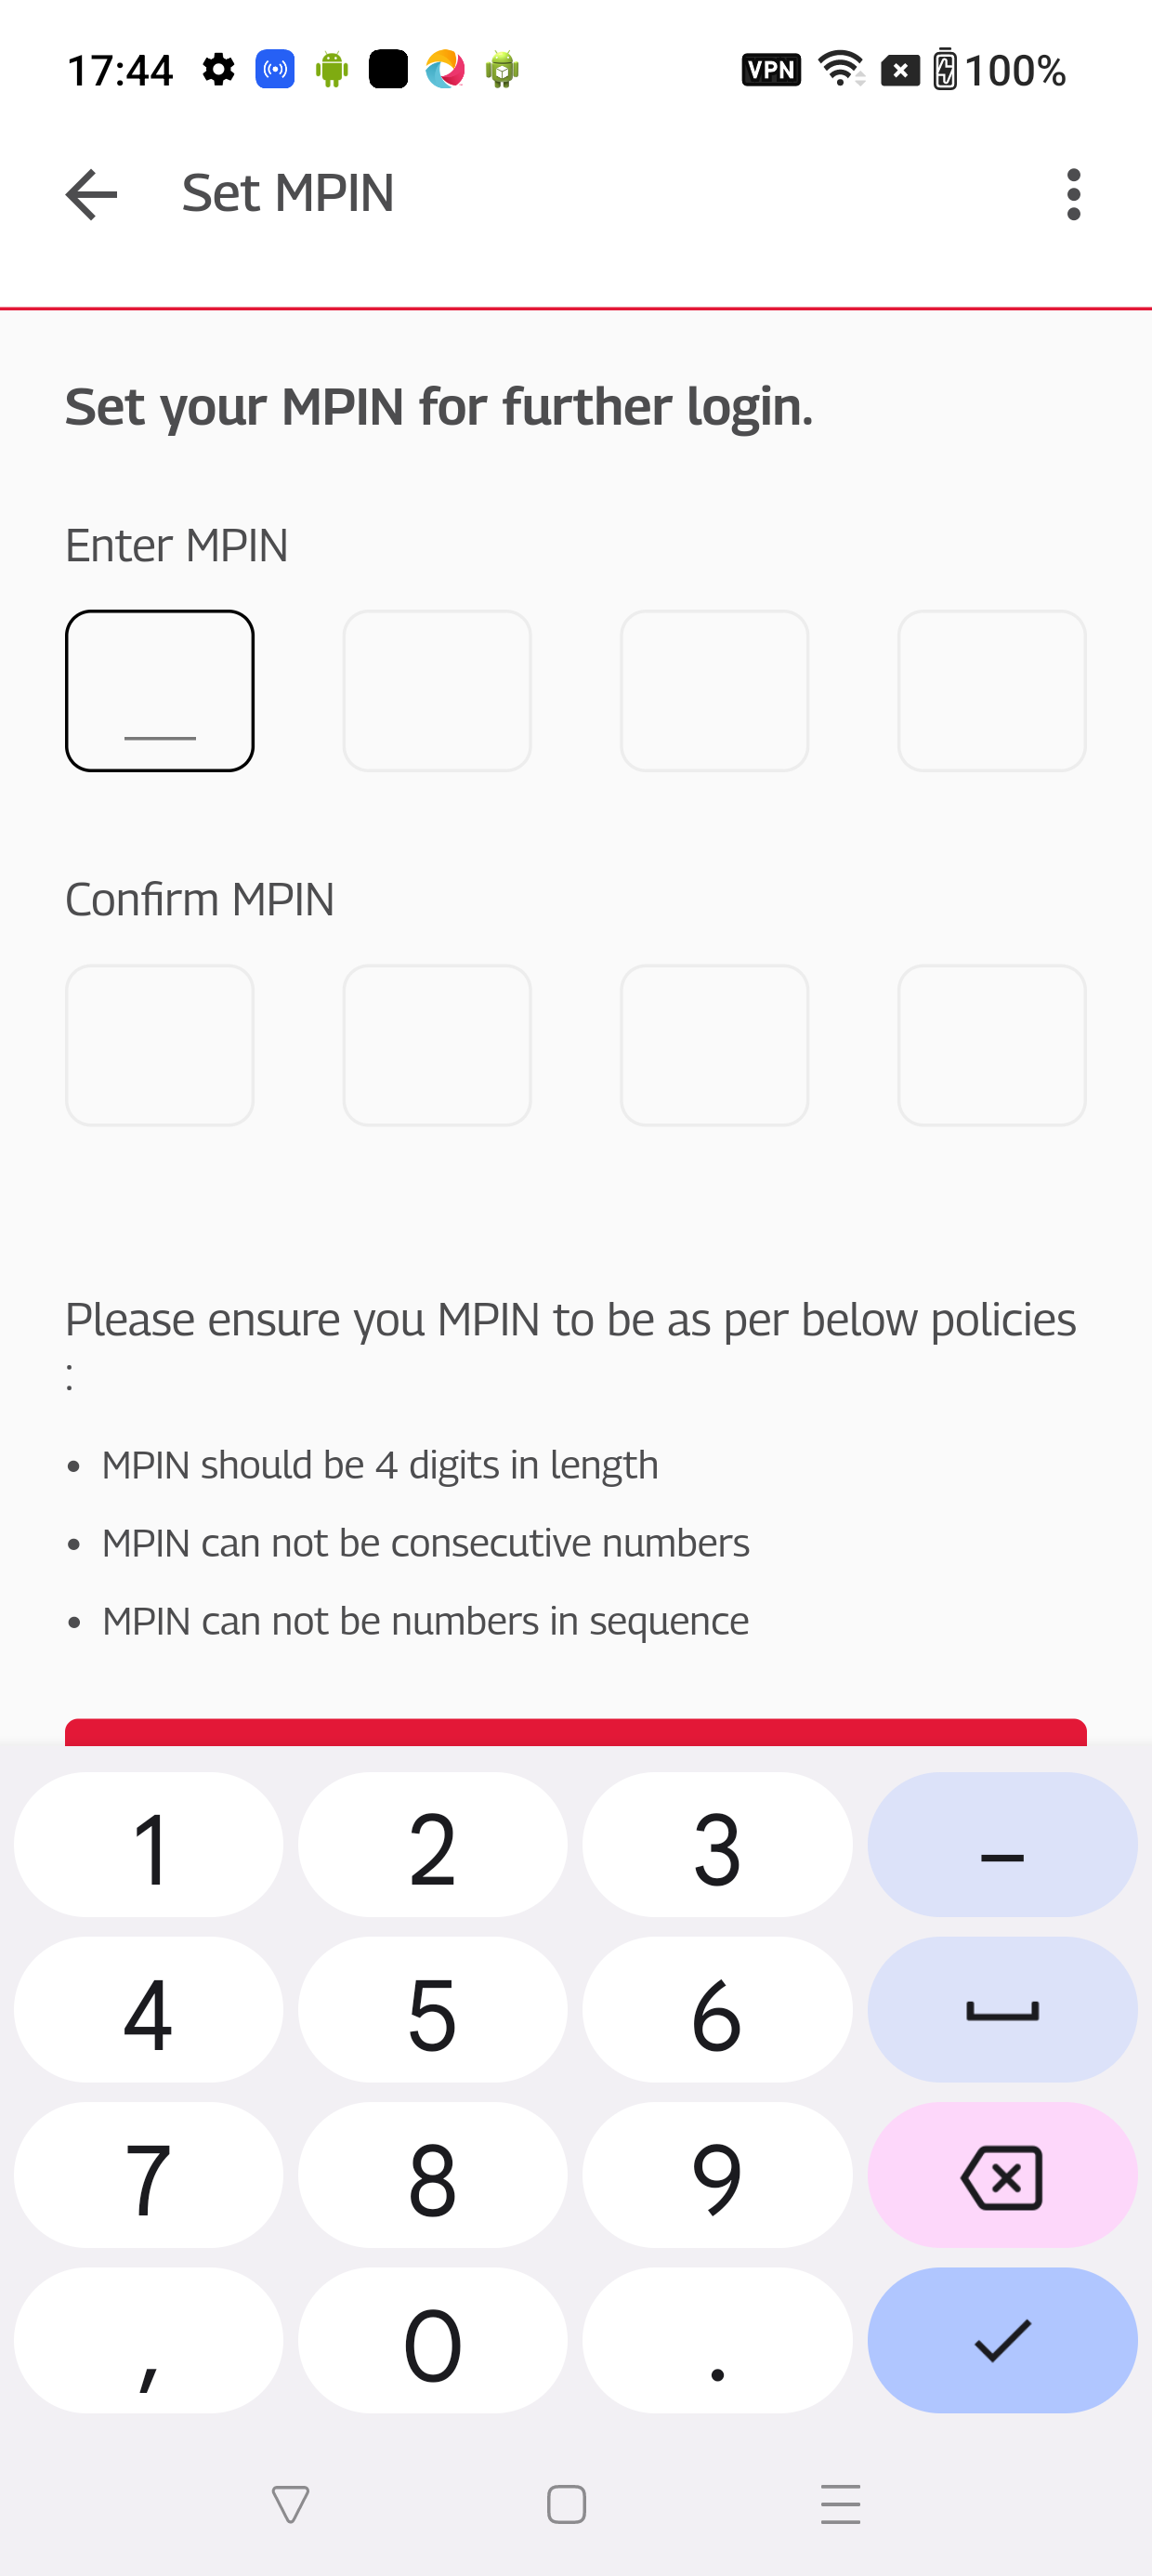 17:44 VPN 100%
Set MPIN
Set your MPIN for further login.
Enter MPIN
Confirm MPIN
Please ensure you MPIN to be as per below policies
:
• MPIN should be 4 digits in length
• MPIN can not be consecutive numbers
• MPIN can not be numbers in sequence
1 2 3 –
4 5 6
7 8 9
, 0 .